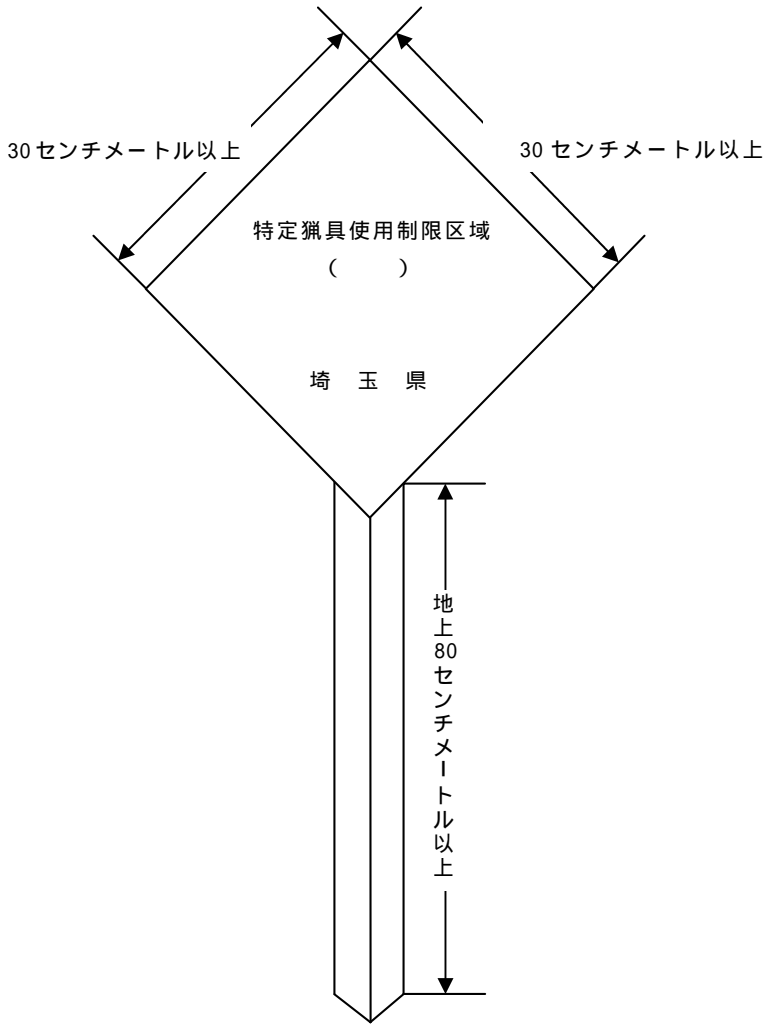 30センチメートル以上
30センチメートル以上
特定猟具使用制限区域
（　　）
埼　玉　県
地上80センチメートル以上